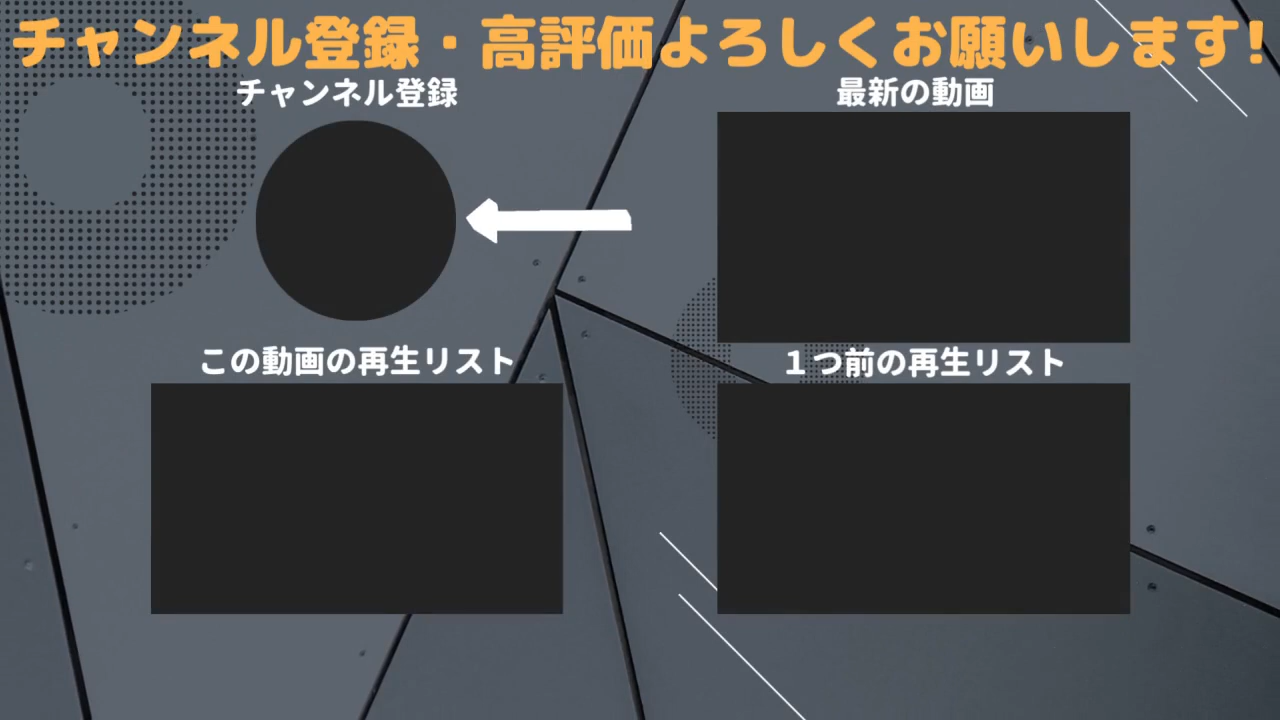 チャンネル登録・高評価よろしくお願いします!
チャンネル登録
最新の動画
この動画の再生リスト
１つ前の再生リスト